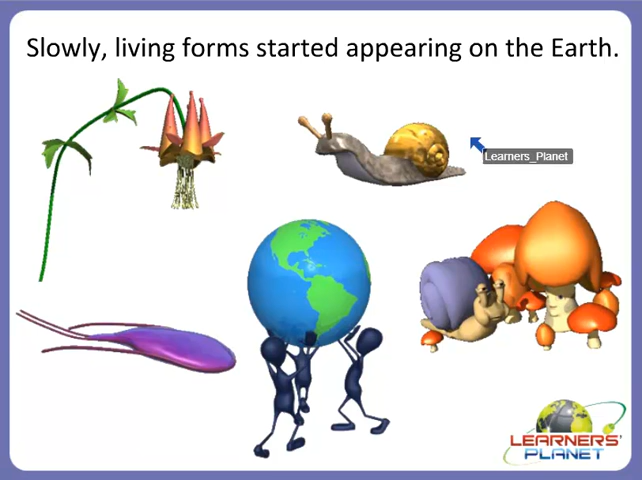 Slowly, living forms started appearing on the Earth.
Learners_Planet
LEARNERS'
PLANET